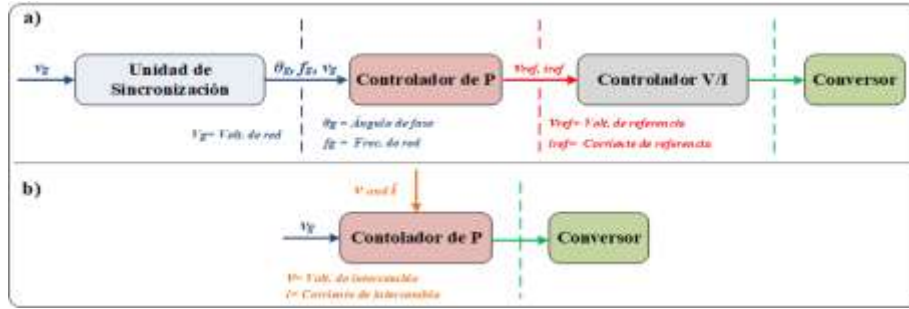 a)
vg
Unidad de
Sincronización
θg, fg, vg
Controlador de P
vref, iref
Controlador V/I
Conversor
Vg= Volt. de red
θg = Ángulo de fase
fg = Frec. de red
Vref= Volt. de referencia
iref= Corriente de referencia
b)
v and i
vg
Contolador de P
Conversor
V= Volt. de
i= Corriente de